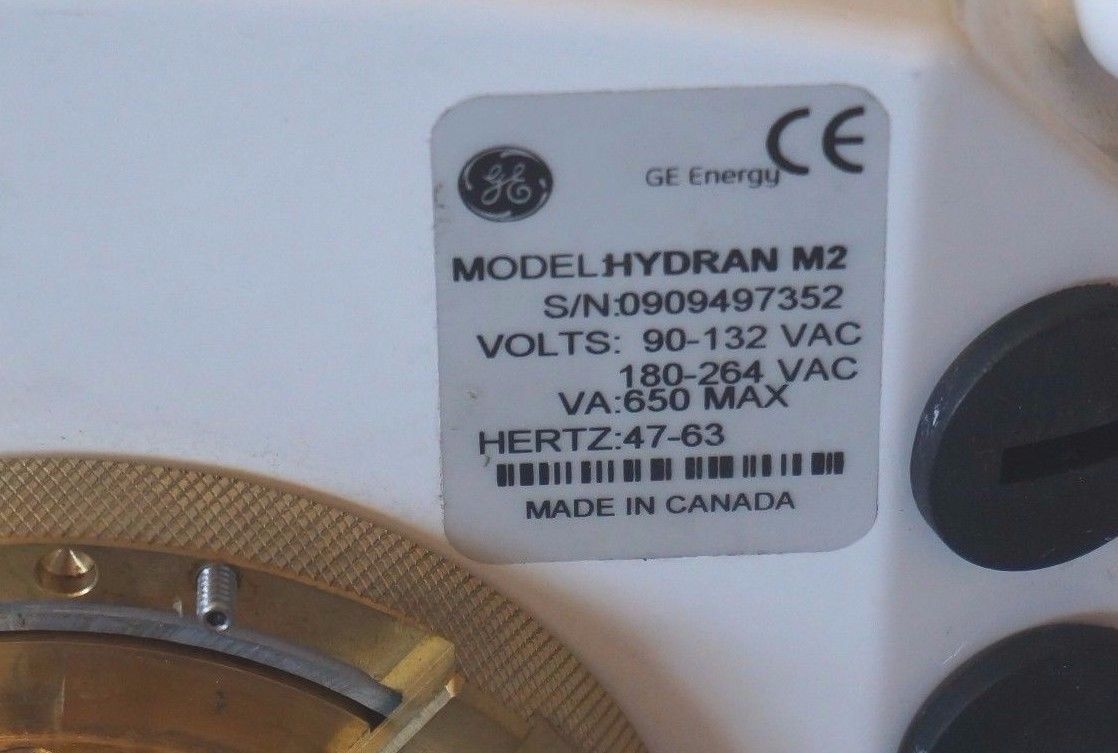 GE
CE
GE Energy
MODEL:HYDRAN M2
S/N:0909497352
VOLTS: 90-132 VAC
180-264 VAC
VA:650 MAX
HERTZ:47-63
MADE IN CANADA